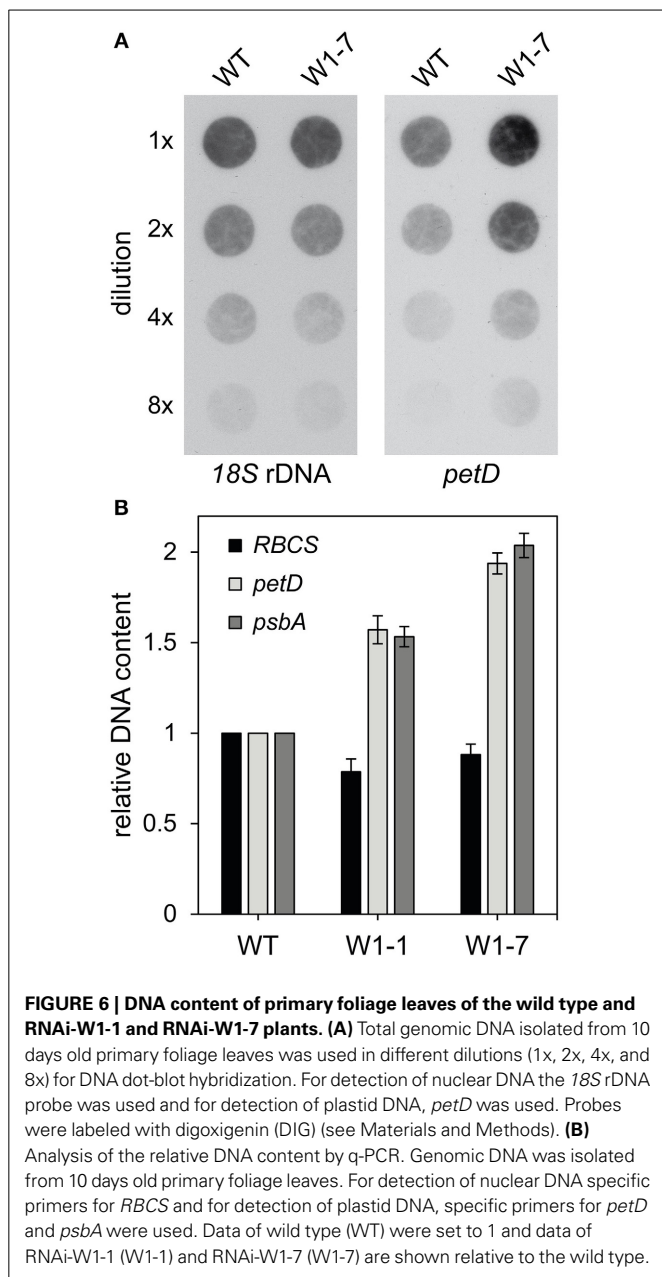 A
WT W1-7 WT W1-7
1x
2x
4x
8x
dilution
18S rDNA petD
B
RBCS
petD
psbA
2
1.5
1
0.5
0
relative DNA content
WT W1-1 W1-7
FIGURE 6 | DNA content of primary foliage leaves of the wild type and
RNAi-W1-1 and RNAi-W1-7 plants. (A) Total genomic DNA isolated from 10
days old primary foliage leaves was used in different dilutions (1x, 2x, 4x, and
8x) for DNA dot-blot hybridization. For detection of nuclear DNA the 18S rDNA
probe was used and for detection of plastid DNA, petD was used. Probes
were labeled with digoxigenin (DIG) (see Materials and Methods). (B)
Analysis of the relative DNA content by q-PCR. Genomic DNA was isolated
from 10 days old primary foliage leaves. For detection of nuclear DNA specific
primers for RBCS and for detection of plastid DNA, specific primers for petD
and psbA were used. Data of wild type (WT) were set to 1 and data of
RNAi-W1-1 (W1-1) and RNAi-W1-7 (W1-7) are shown relative to the wild type.